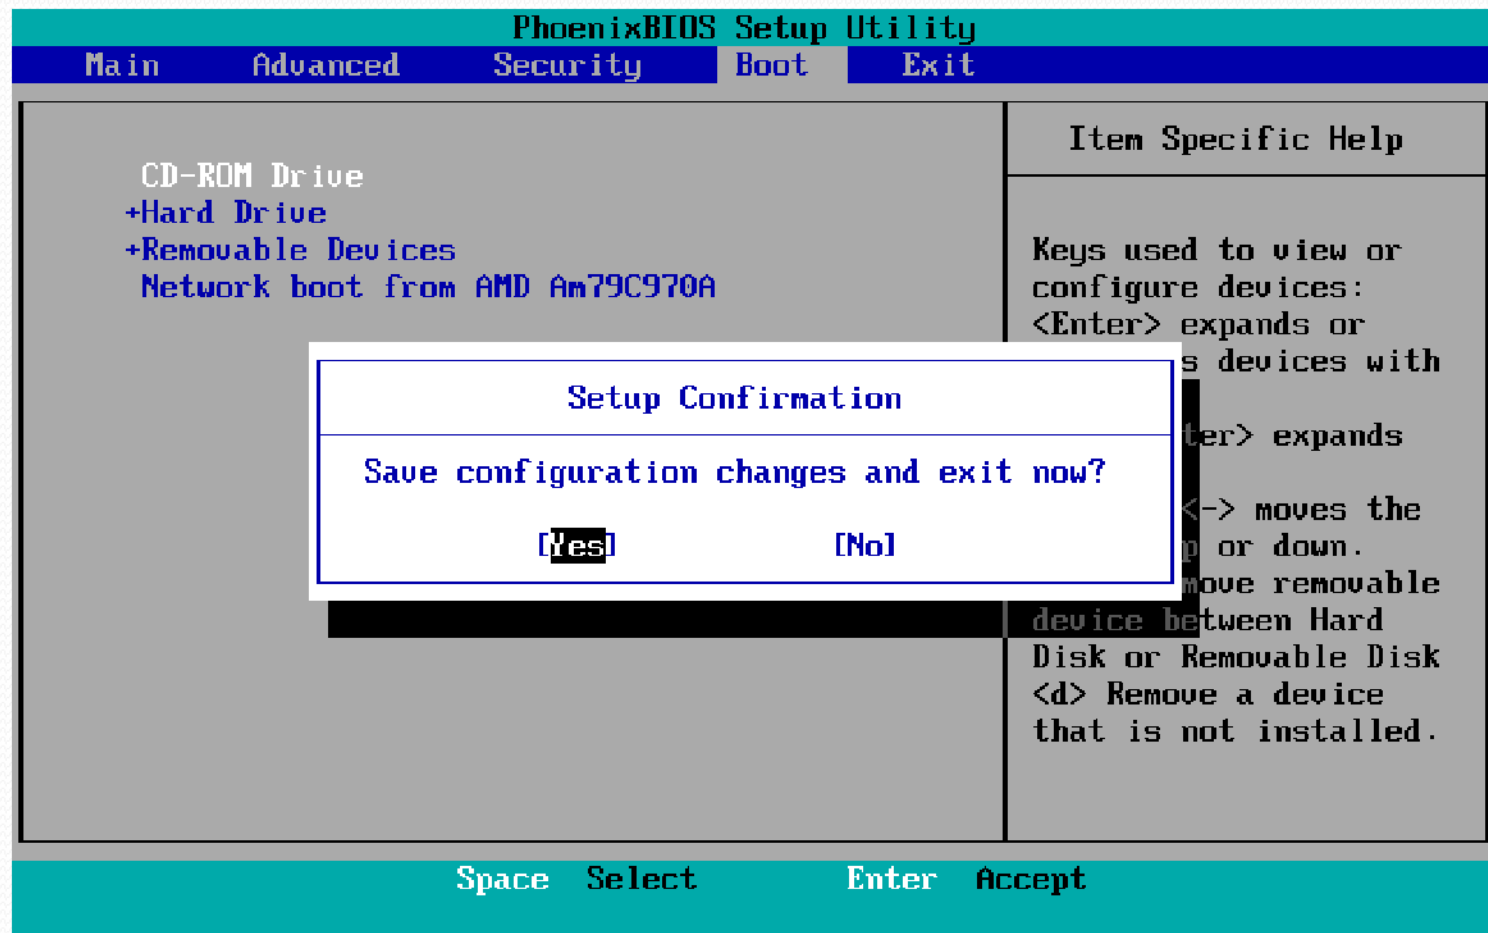 PhoenixBIOS Setup Utility
Main Advanced Security Boot Exit
CD-ROM Drive
+Hard Drive
+Removable Devices
Network boot from AMD Am79C970A
Item Specific Help
Keys used to view or
configure devices:
<Enter> expands or
devices with
expands
<-> moves the
or down.
move removable
device between Hard
Disk or Removable Disk
<d> Remove a device
that is not installed.
Setup Confirmation
Save configuration changes and exit now?
[Yes] [No]
Space Select Enter Accept